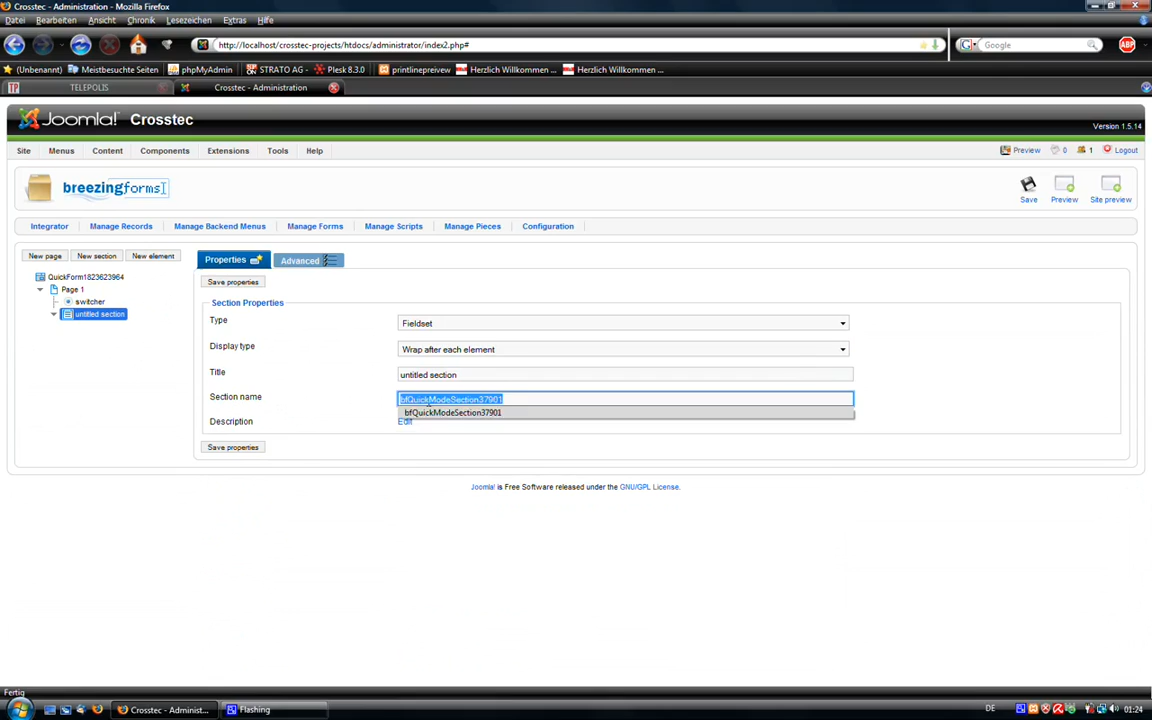 Crosstec - Administration - Mozilla Firefox
Datei Bearbeiten Ansicht Chronik Lesezeichen Extras Hilfe
http://localhost/crosstec-projects/htdocs/administrator/index2.php#
Google
ABP
(Unbenannt) Meistbesuchte Seiten phpMyAdmin STRATO AG - Plesk 8.3.0 printlinepreivew Herzlich Willkommen ... Herzlich Willkommen ...
TELEPOLIS Crosstec - Administration
Joomla! Crosstec
Version 1.5.14
Site Menus Content Components Extensions Tools Help Preview 0 1 Logout
breezingforms
Save Preview Site preview
Integrator Manage Records Manage Backend Menus Manage Forms Manage Scripts Manage Pieces Configuration
New page New section New element
Properties Advanced
QuickForm1823623964
Page 1
switcher
untitled section
Save properties
Section Properties
Type Fieldset
Display type Wrap after each element
Title untitled section
Section name bfQuickModeSection37901
bfQuickModeSection37901
Description Edit
Save properties
Joomla! is Free Software released under the GNU/GPL License.
Fertig
Crosstec - Administ... Flashing DE 01:24